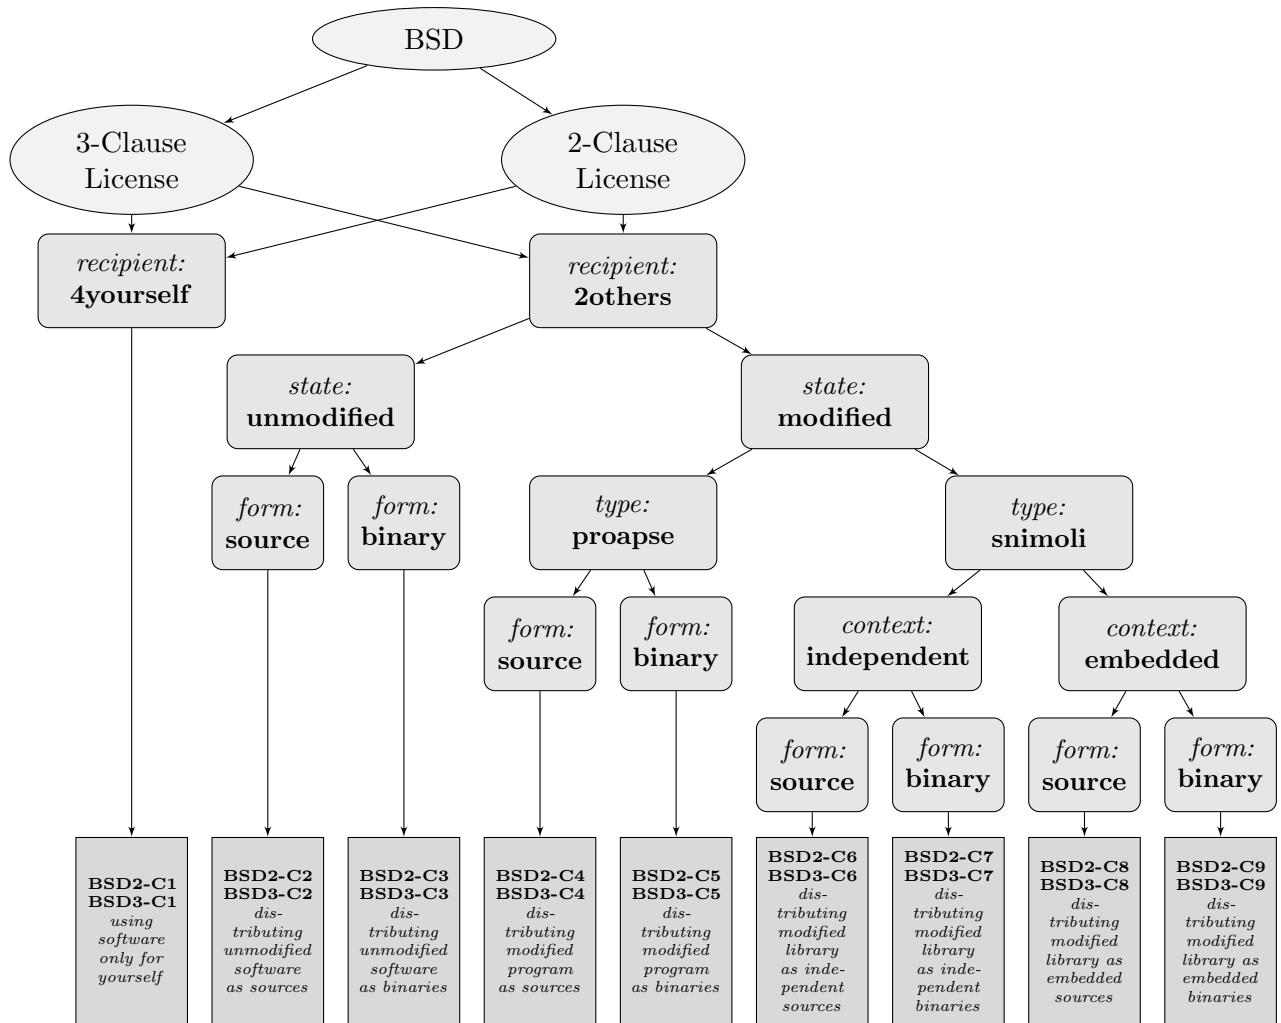 BSD
3-Clause
License
2-Clause
License
recipient:
4yourself
recipient:
2others
state:
unmodified
state:
modified
form:
source
form:
binary
type:
proapse
type:
snimoli
form:
source
form:
binary
context:
independent
context:
embedded
form:
source
form:
binary
form:
source
form:
binary
BSD2-C1
BSD3-C1
using
software
only for
yourself
BSD2-C2
BSD3-C2
dis-
tributing
unmodified
software
as sources
BSD2-C3
BSD3-C3
dis-
tributing
unmodified
software
as binaries
BSD2-C4
BSD3-C4
dis-
tributing
modified
program
as sources
BSD2-C5
BSD3-C5
dis-
tributing
modified
program
as binaries
BSD2-C6
BSD3-C6
dis-
tributing
modified
library
as inde-
pendent
sources
BSD2-C7
BSD3-C7
dis-
tributing
modified
library
as inde-
pendent
binaries
BSD2-C8
BSD3-C8
dis-
tributing
modified
library as
embedded
sources
BSD2-C9
BSD3-C9
dis-
tributing
modified
library as
embedded
binaries